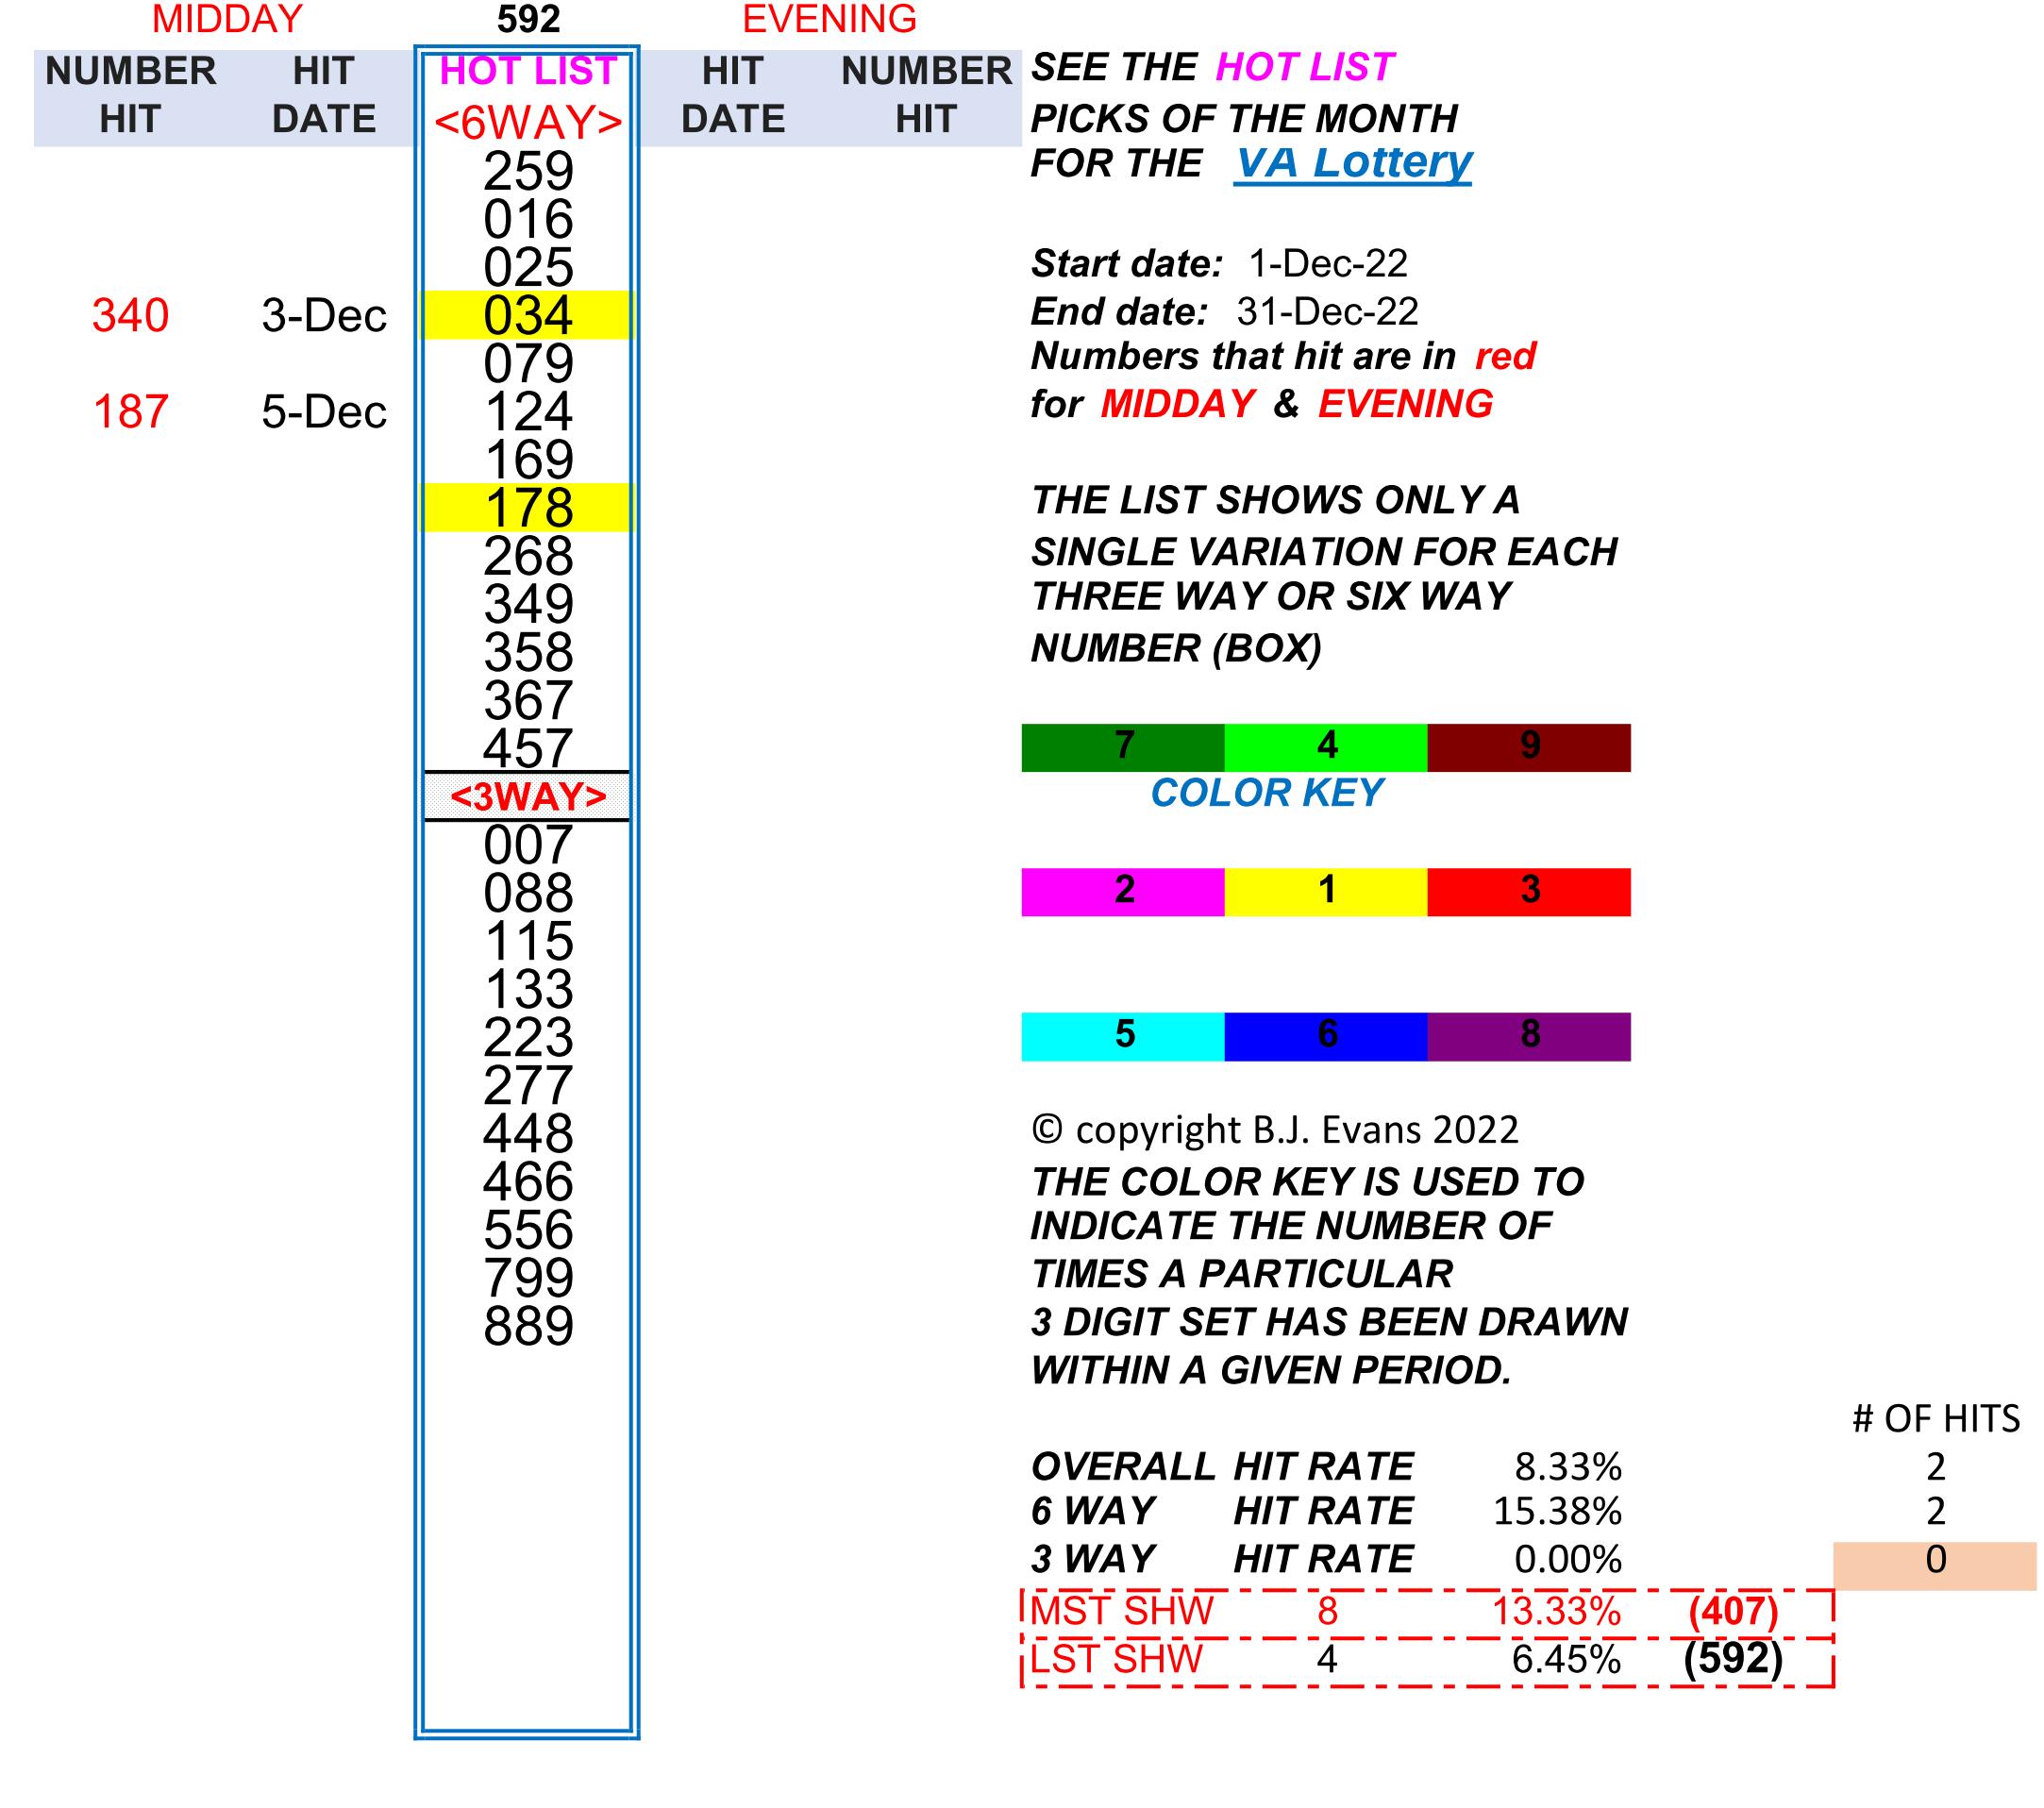 MIDDAY 592 EVENING
NUMBER HIT HOT LIST HIT NUMBER
HIT DATE <6WAY> DATE HIT
259
016
025
340 3-Dec 034
079
187 5-Dec 124
169
178
268
349
358
367
457
<3WAY>
007
088
115
133
223
277
448
466
556
799
889
SEE THE HOT LIST
PICKS OF THE MONTH
FOR THE VA Lottery
Start date: 1-Dec-22
End date: 31-Dec-22
Numbers that hit are in red
for MIDDAY & EVENING
THE LIST SHOWS ONLY A
SINGLE VARIATION FOR EACH
THREE WAY OR SIX WAY
NUMBER (BOX)
7 4 9
COLOR KEY
2 1 3
5 6 8
© copyright B.J. Evans 2022
THE COLOR KEY IS USED TO
INDICATE THE NUMBER OF
TIMES A PARTICULAR
3 DIGIT SET HAS BEEN DRAWN
WITHIN A GIVEN PERIOD.
# OF HITS
OVERALL HIT RATE 8.33% 2
6 WAY HIT RATE 15.38% 2
3 WAY HIT RATE 0.00% 0
MST SHW 8 13.33% (407)
LST SHW 4 6.45% (592)